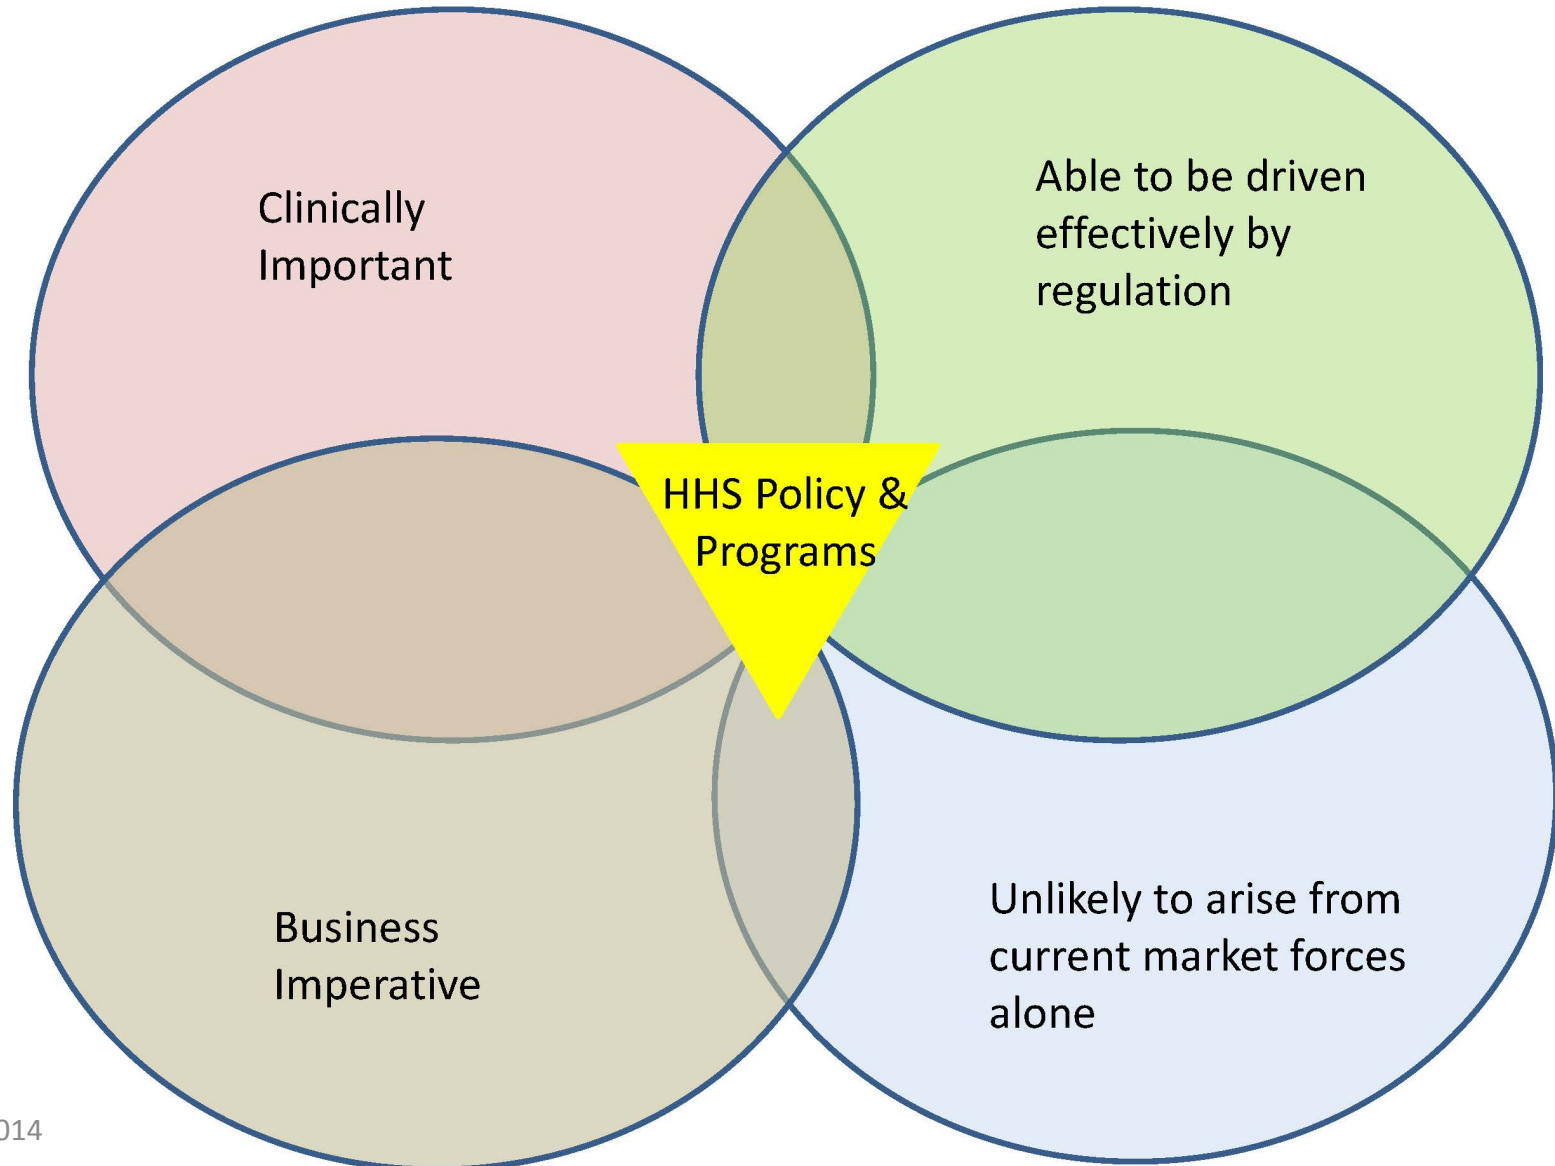 Clinically
Important
Able to be driven
effectively by
regulation
HHS Policy &
Programs
Business
Imperative
Unlikely to arise from
current market forces
alone
014